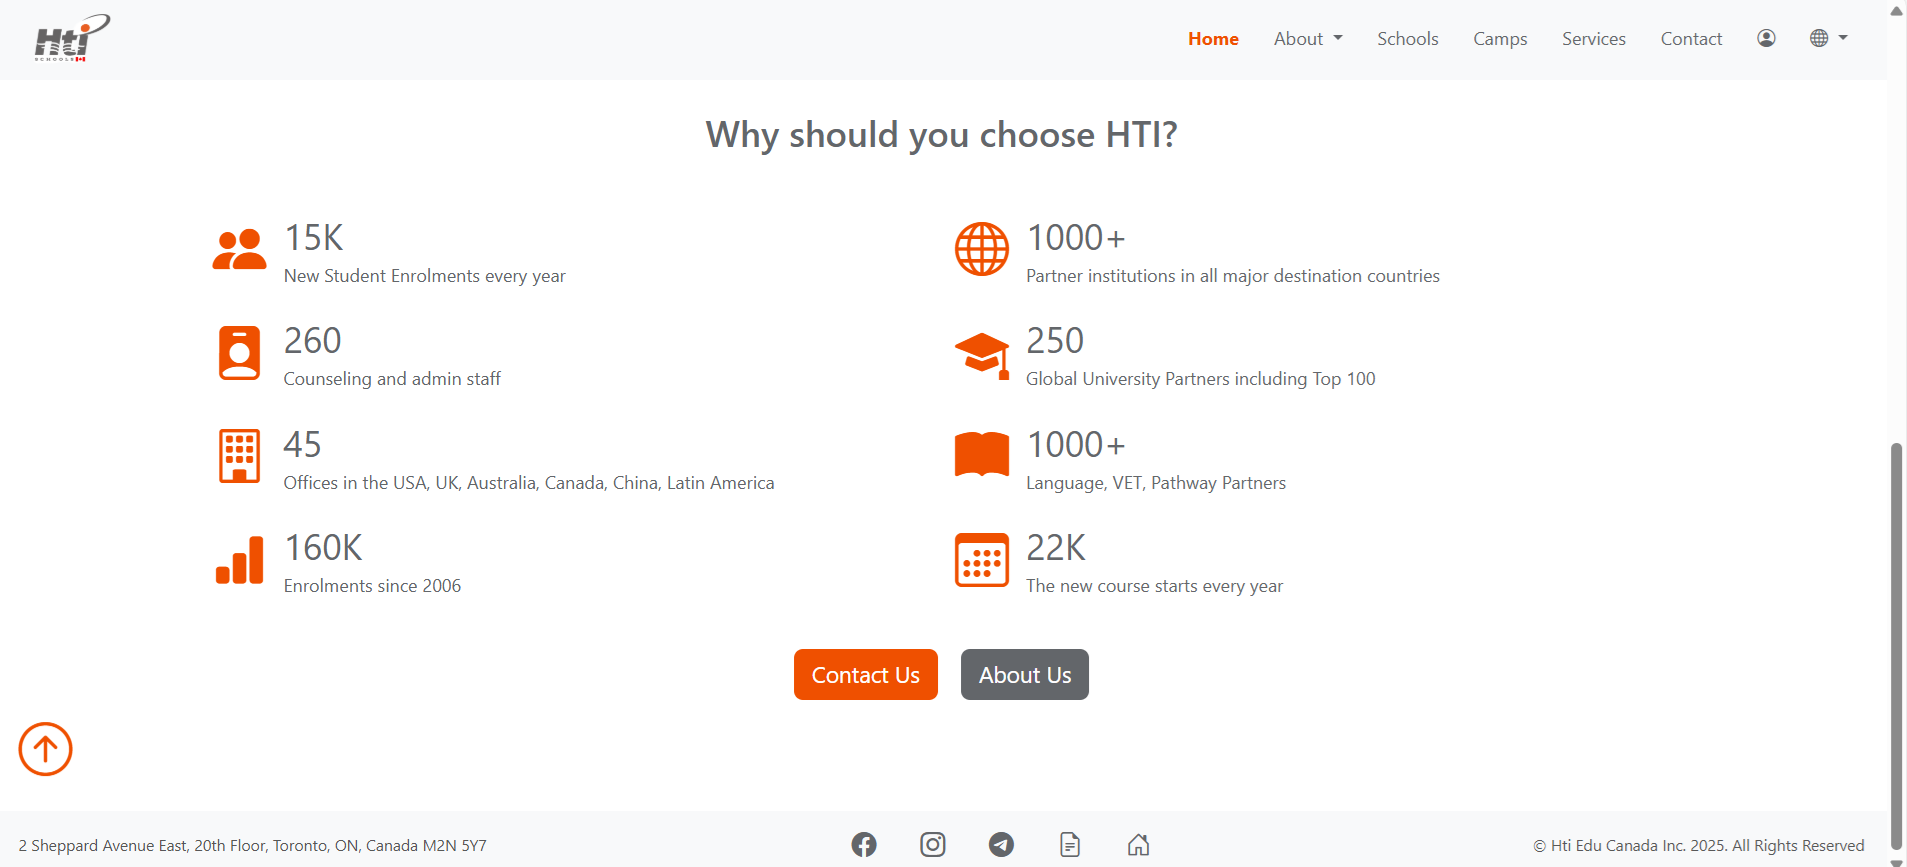 Hti
SCHOOLS
Home
About
Schools
Camps
Services
Contact
Why should you choose HTI?
15K
New Student Enrolments every year
1000+
Partner institutions in all major destination countries
260
Counseling and admin staff
250
Global University Partners including Top 100
45
Offices in the USA, UK, Australia, Canada, China, Latin America
1000+
Language, VET, Pathway Partners
160K
Enrolments since 2006
22K
The new course starts every year
Contact Us
About Us
2 Sheppard Avenue East, 20th Floor, Toronto, ON, Canada M2N 5Y7
© Hti Edu Canada Inc. 2025. All Rights Reserved